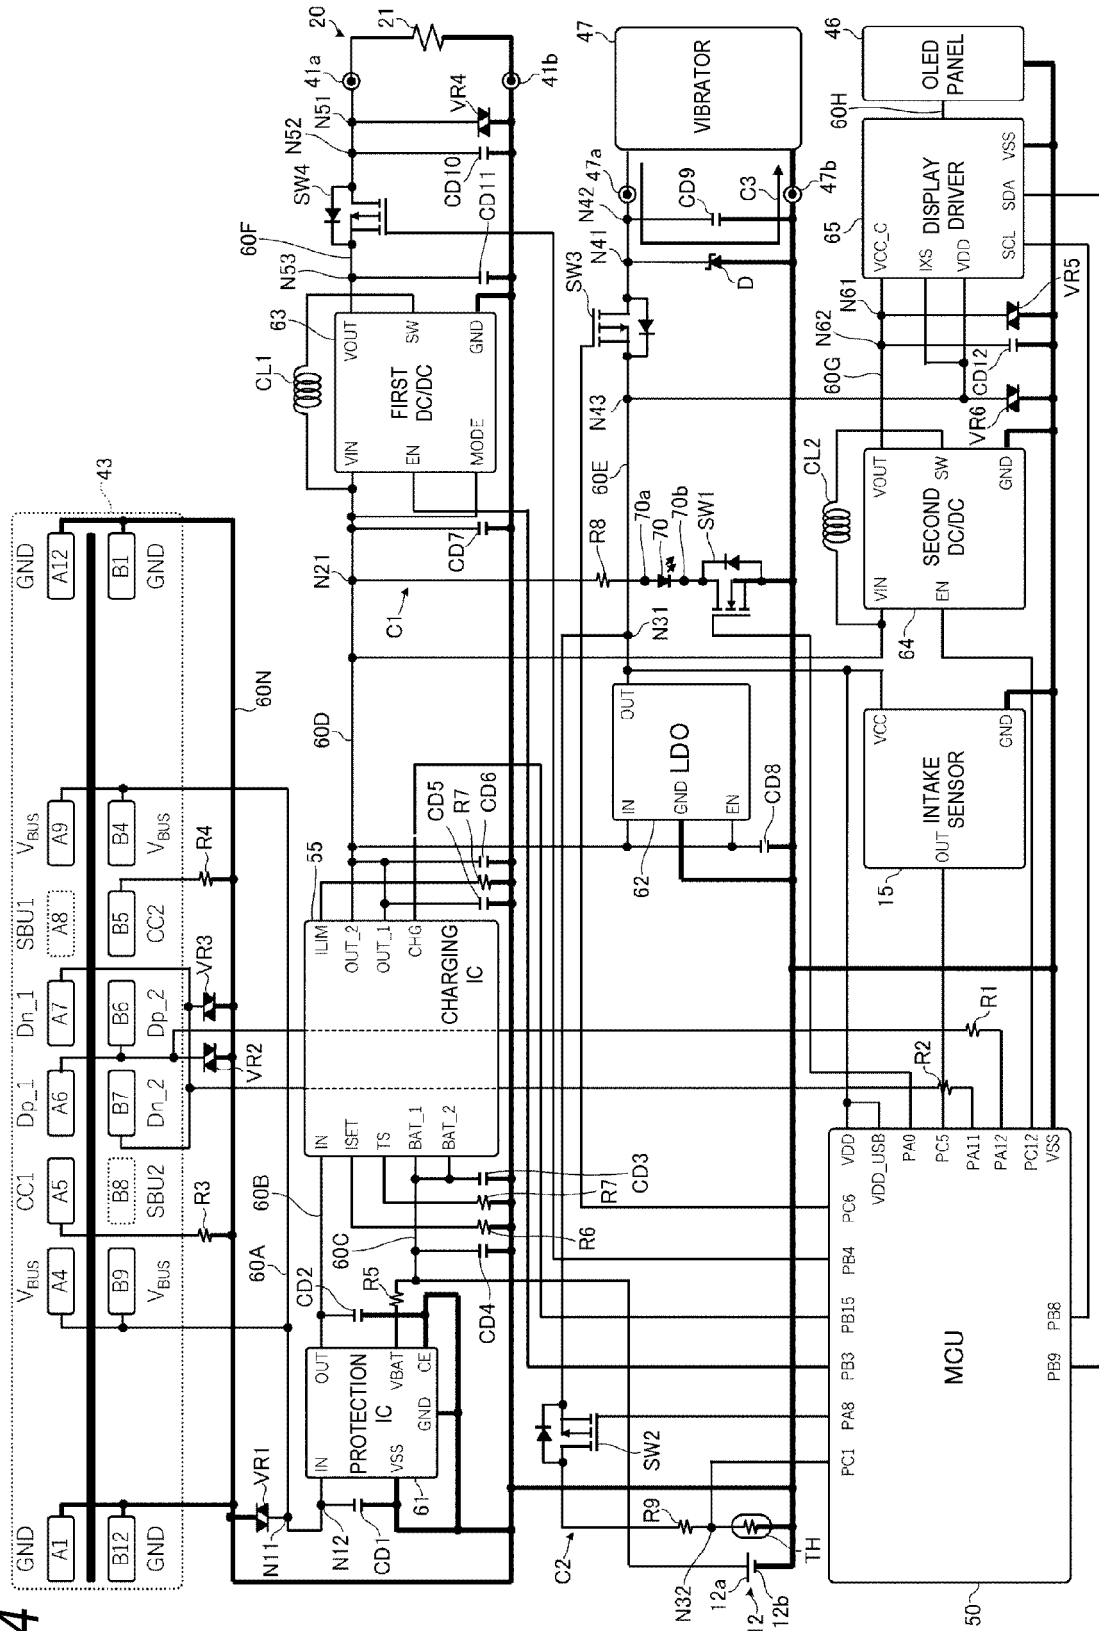 4
43
GND
A1
B12
GND
VBUS
A4
B9
VBUS
CC1
A5
B8
SBU2
Dp_1
A6
B7
Dn_2
Dn_1
A7
B6
Dp_2
SBU1
A8
B5
CC2
VBUS
A9
B4
VBUS
GND
A12
B1
GND
VR1
N11
60A
R3
VR2
VR3
R4
60N
N12
CD1
IN
VSS
PROTECTION
IC
GND
OUT
VBAT
CE
61
CD2
60B
R5
60C
CD4
R6
R7
CD3
IN
ISET
TS
BAT_1
BAT_2
CHARGING
IC
ILIM
OUT_2
OUT_1
CHG
55
CD5
R7
CD6
60D
C1
N21
CD7
CL1
VIN
EN
MODE
FIRST
DC/DC
VOUT
SW
GND
63
N53
60F
SW4
CD11
CD10
N52
N51
VR4
41a
41b
20
21
C2
SW2
R9
N32
TH
12a
12
12b
62
IN
GND
EN
LDO
OUT
CD8
N31
R8
70a
70
70b
SW1
60E
N43
SW3
N41
D
N42
CD9
C3
47a
47b
47
VIBRATOR
15
OUT
INTAKE
SENSOR
VCC
GND
64
VIN
EN
SECOND
DC/DC
VOUT
SW
GND
CL2
60G
VR6
CD12
N62
N61
VR5
65
VCC_C
IXS
VDD
SCL
DISPLAY
DRIVER
SDA
VSS
60H
OLED
PANEL
46
R1
R2
50
MCU
PC1
PA8
PB3
PB15
PB4
PC6
VDD
VDD_USB
PA0
PC5
PA11
PA12
PC12
VSS
PB9
PB8